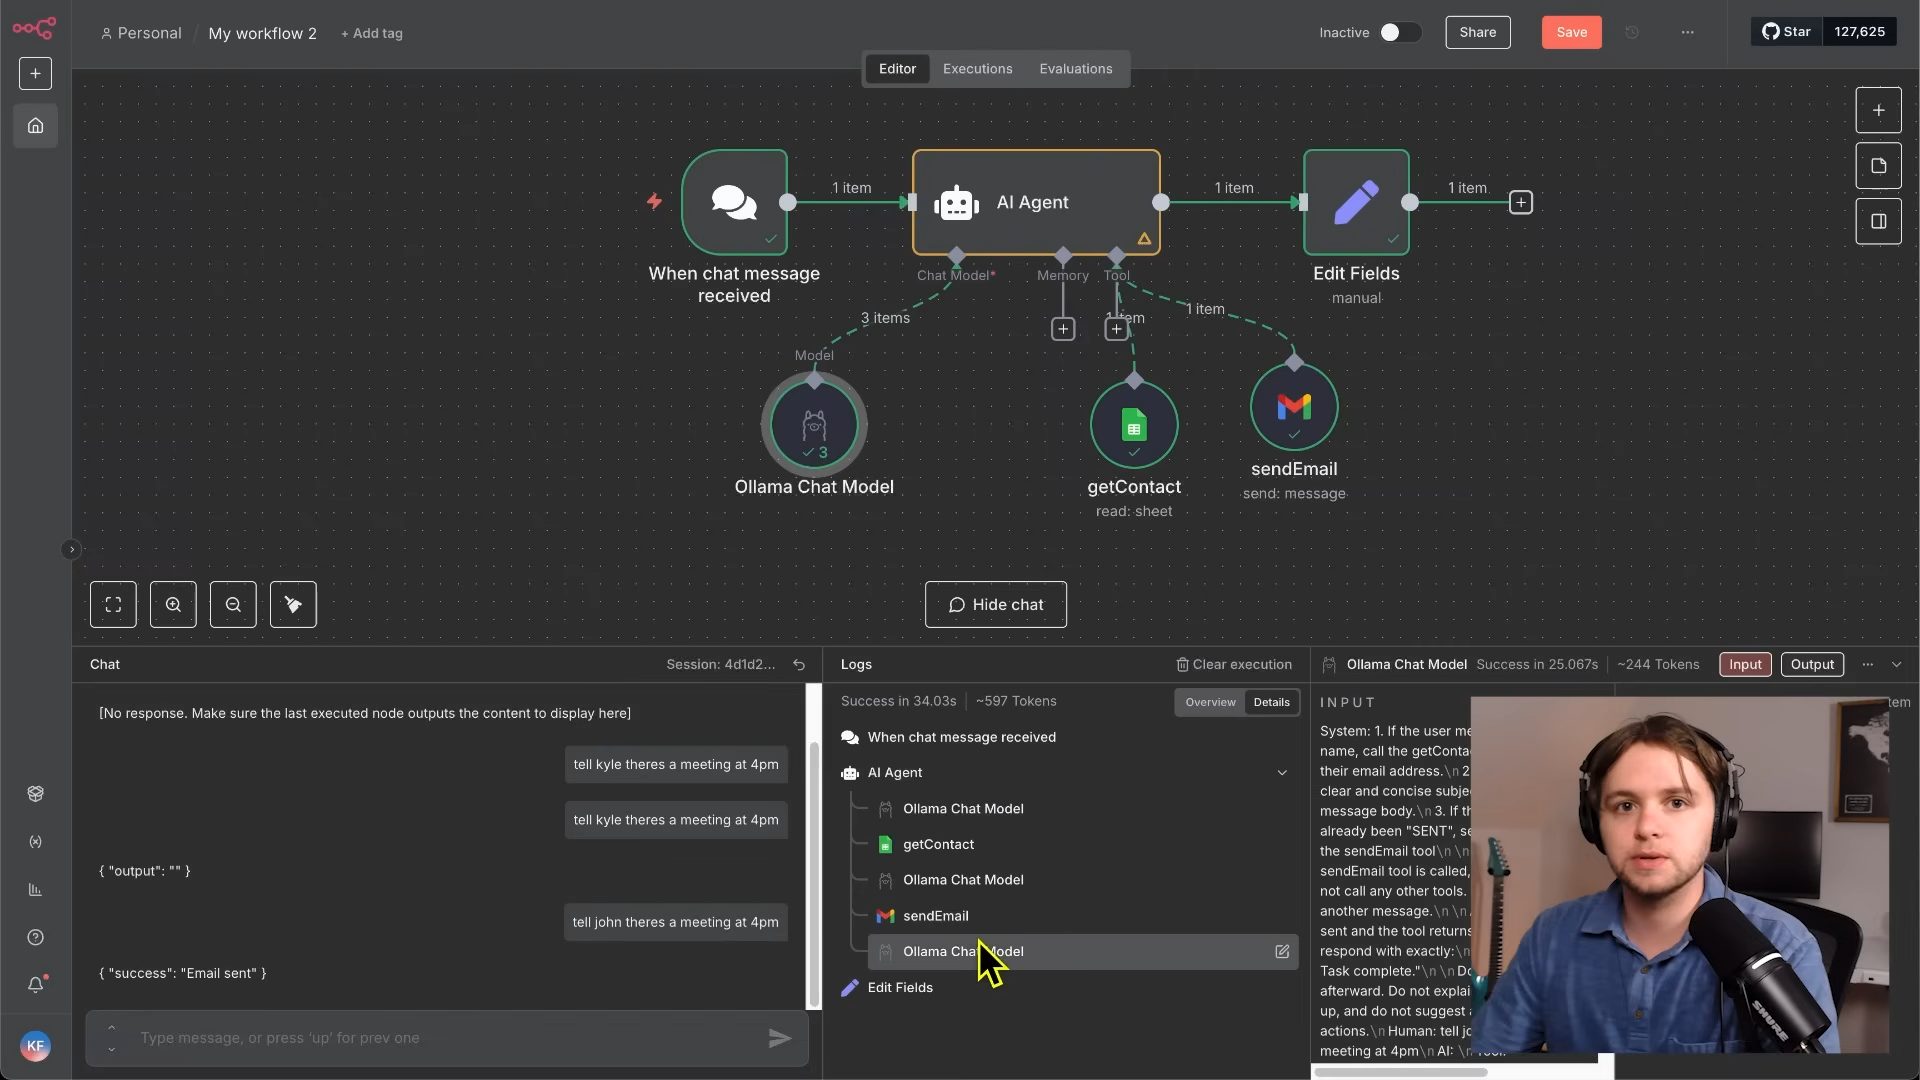 Personal / My workflow 2 + Add tag
Inactive Share Save ... Star 127,625
Editor Executions Evaluations
1 item 1 item 1 item
AI Agent
Chat Model* Memory Tool
When chat message
received
Edit Fields
manual
3 items 1 item
Model
3
Ollama Chat Model
getContact
read: sheet
sendEmail
send: message
Hide chat
Chat Session: 4d1d2...
[No response. Make sure the last executed node outputs the content to display here]
tell kyle theres a meeting at 4pm
tell kyle theres a meeting at 4pm
{ "output": "" }
tell john theres a meeting at 4pm
{ "success": "Email sent" }
Type message, or press 'up' for prev one
KF
Logs Clear execution
Success in 34.03s | ~597 Tokens Overview Details
When chat message received
AI Agent
Ollama Chat Model
getContact
Ollama Chat Model
sendEmail
Ollama Chat Model
Edit Fields
Ollama Chat Model Success in 25.067s | ~244 Tokens Input Output ...
INPUT
System: 1. If the user
name, call the
their email address.\n 2
clear and concise
message body.\n 3. If
already been "SENT",
the sendEmail tool\n \n
sendEmail tool is called,
not call any other tools.
another message.\n \n
sent and the tool returns
respond with exactly:\n
Task complete."\n \n
afterward. Do not
up, and do not suggest
actions.\n Human: tell
meeting at 4pm\n AI: \n
SHURE